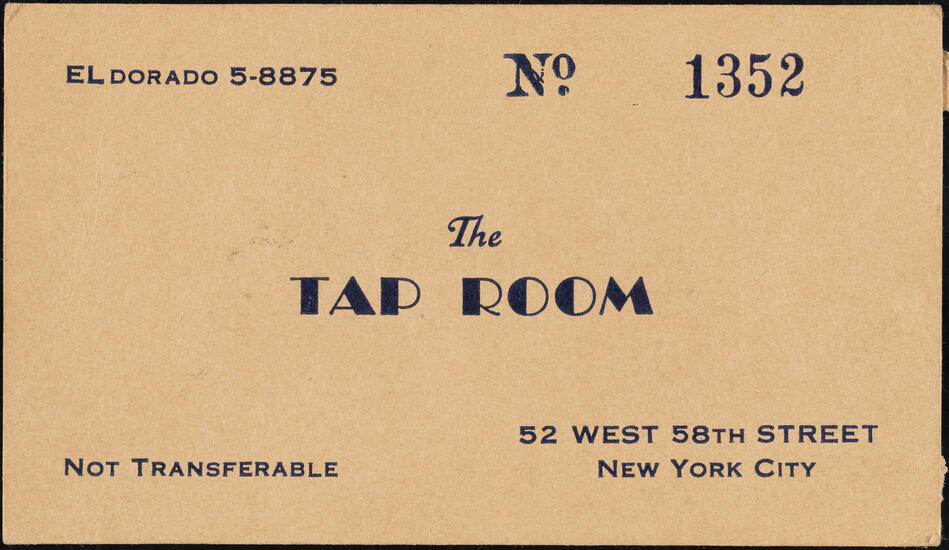 ELDORADO 5-8875
Nº 1352
The
TAP ROOM
52 WEST 58TH STREET
NOT TRANSFERABLE
NEW YORK CITY